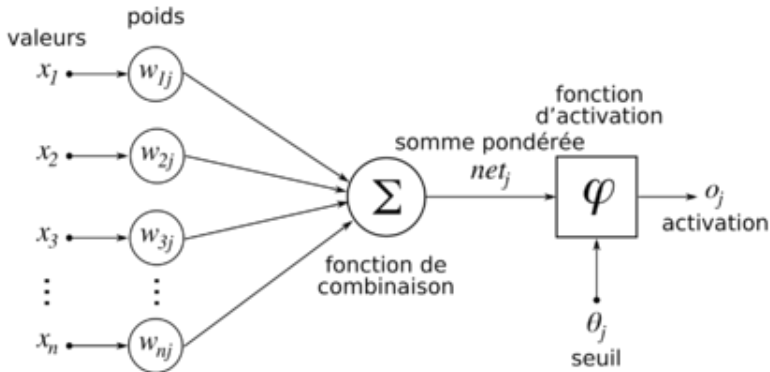 poids
valeurs
x₁
w₁ⱼ
x₂
w₂ⱼ
x₃
w₃ⱼ
⋮ ⋮
xₙ
wₙⱼ
Σ
fonction de
combinaison
somme pondérée
netⱼ
fonction
d'activation
φ
oⱼ
activation
θⱼ
seuil